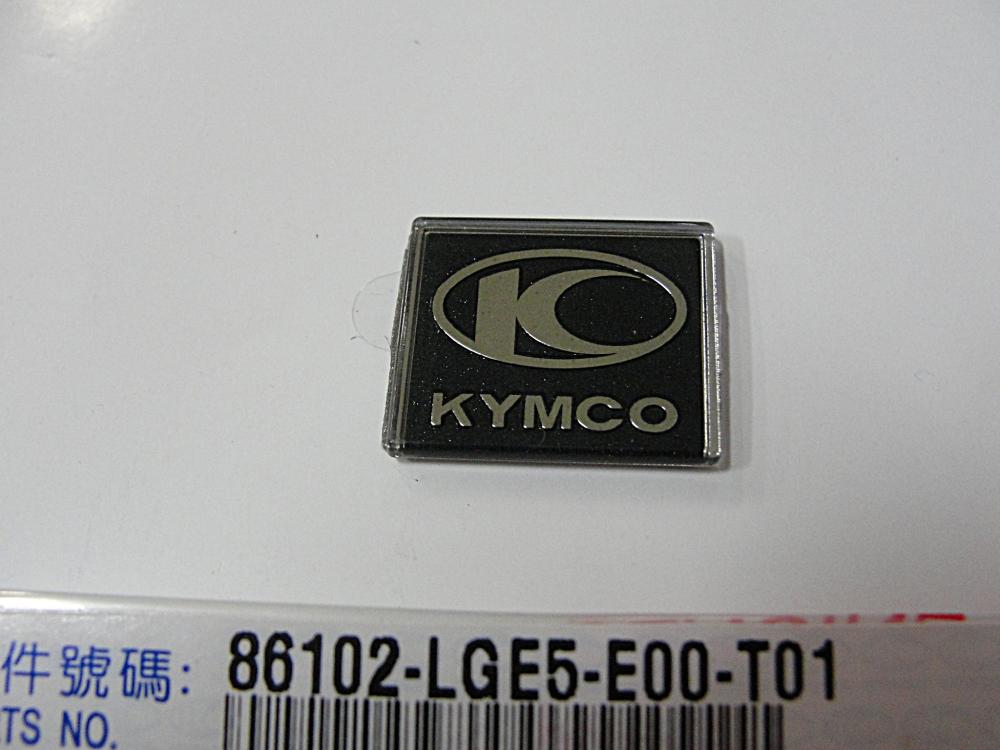 K
KYMCO
件號碼: 86102-LGE5-E00-T01
TS NO.